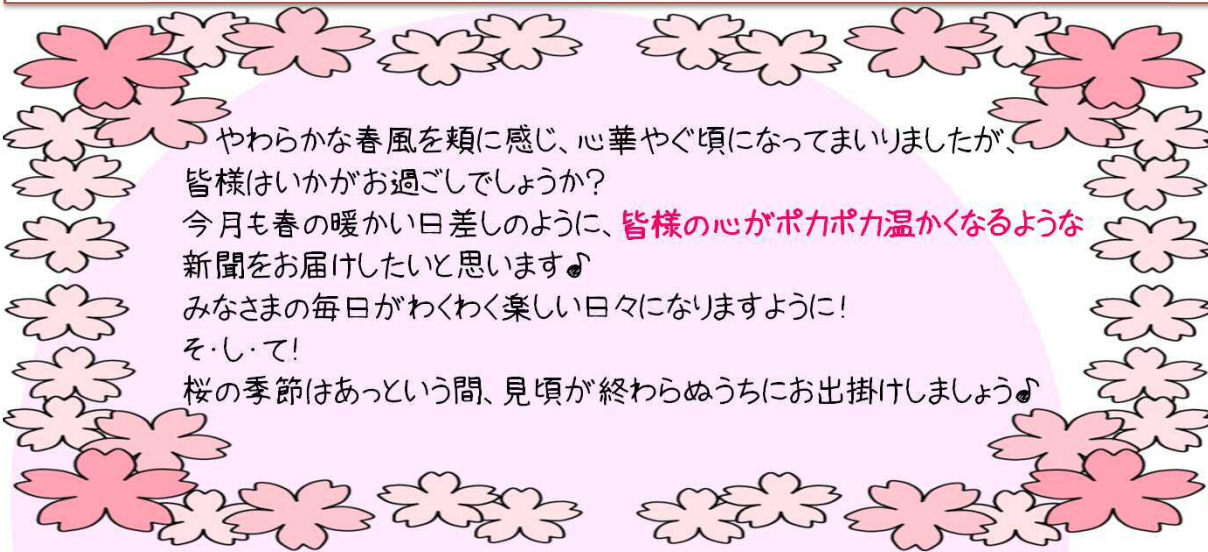 やわらかな春風を頬に感じ、心華やぐ頃になってまいりましたが、
皆様はいかがお過ごしでしょうか？
今月も春の暖かい日差しのように、皆様の心がポカポカ温かくなるような
新聞をお届けしたいと思います♪
みなさまの毎日がわくわく楽しい日々になりますように！
そ・し・て！
桜の季節はあっという間、見頃が終わらぬうちにお出掛けしましょう♪